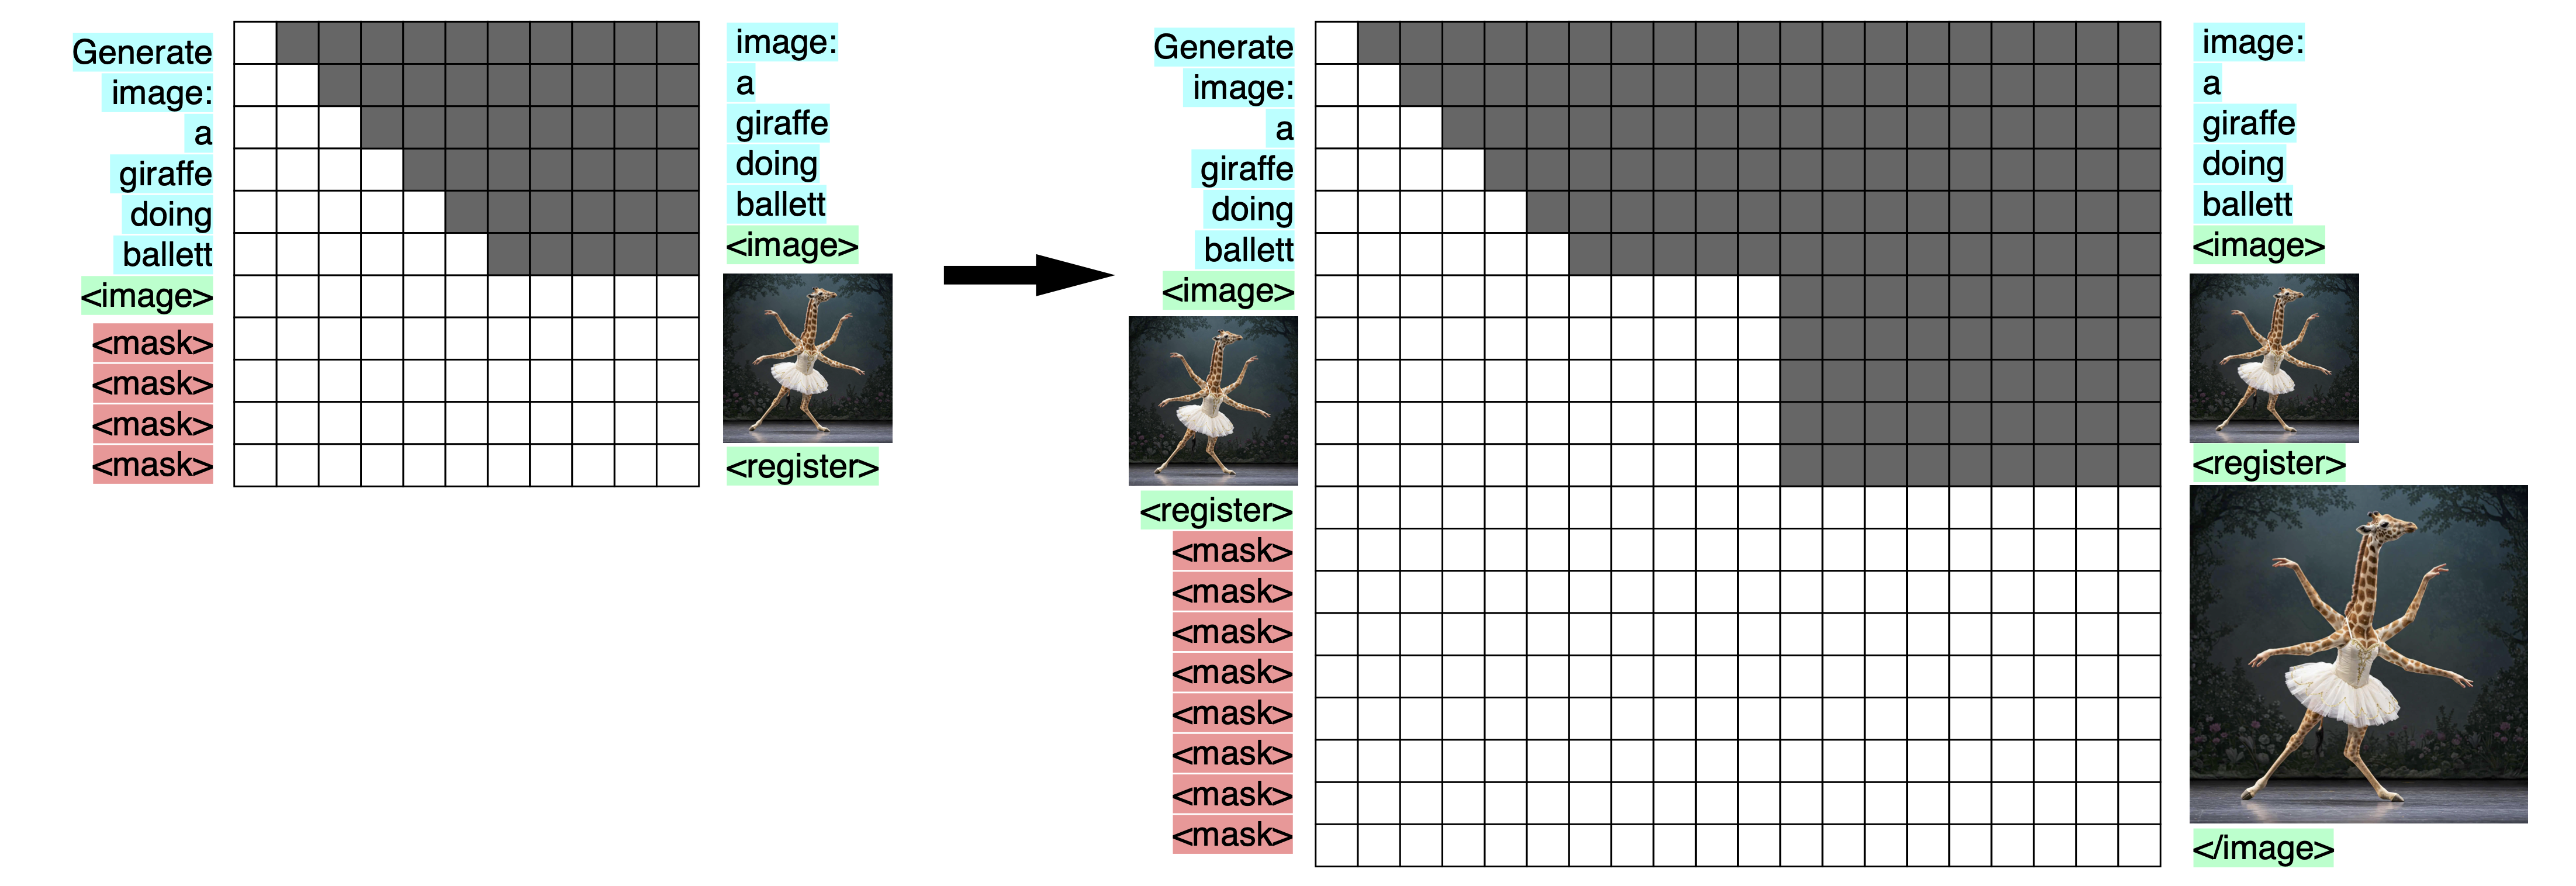 Generate
image:
a
giraffe
doing
ballett
<image>
<mask>
<mask>
<mask>
<mask>
image:
a
giraffe
doing
ballett
<image>
<register>
Generate
image:
a
giraffe
doing
ballett
<image>
<register>
<mask>
<mask>
<mask>
<mask>
<mask>
<mask>
<mask>
<mask>
image:
a
giraffe
doing
ballett
<image>
<register>
</image>